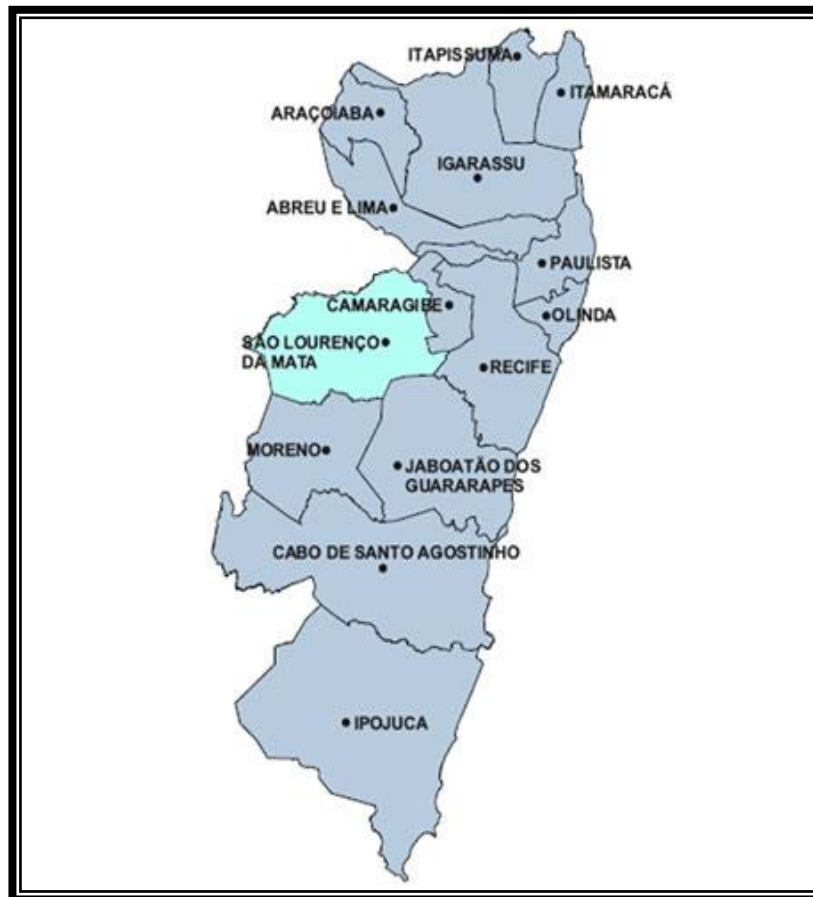 ITAPISSUMA
ITAMARACÁ
ARAÇOIABA
IGARASSU
ABREU E LIMA
PAULISTA
CAMARAGIBE
OLINDA
SÃO LOURENÇO
DA MATA
RECIFE
MORENO
JABOATÃO DOS
GUARARAPES
CABO DE SANTO AGOSTINHO
IPOJUCA